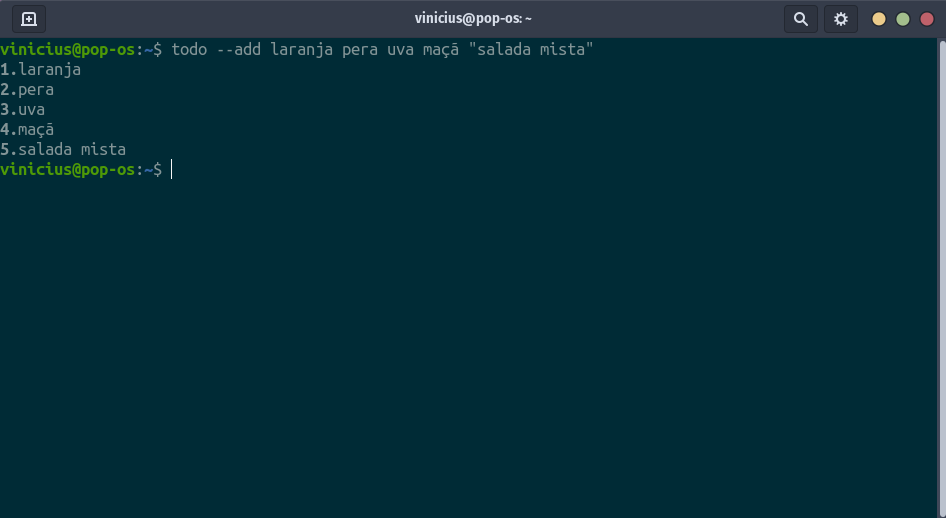 vinicius@pop-os: ~
vinicius@pop-os:~$ todo --add laranja pera uva maçã "salada mista"
1.laranja
2.pera
3.uva
4.maçã
5.salada mista
vinicius@pop-os:~$